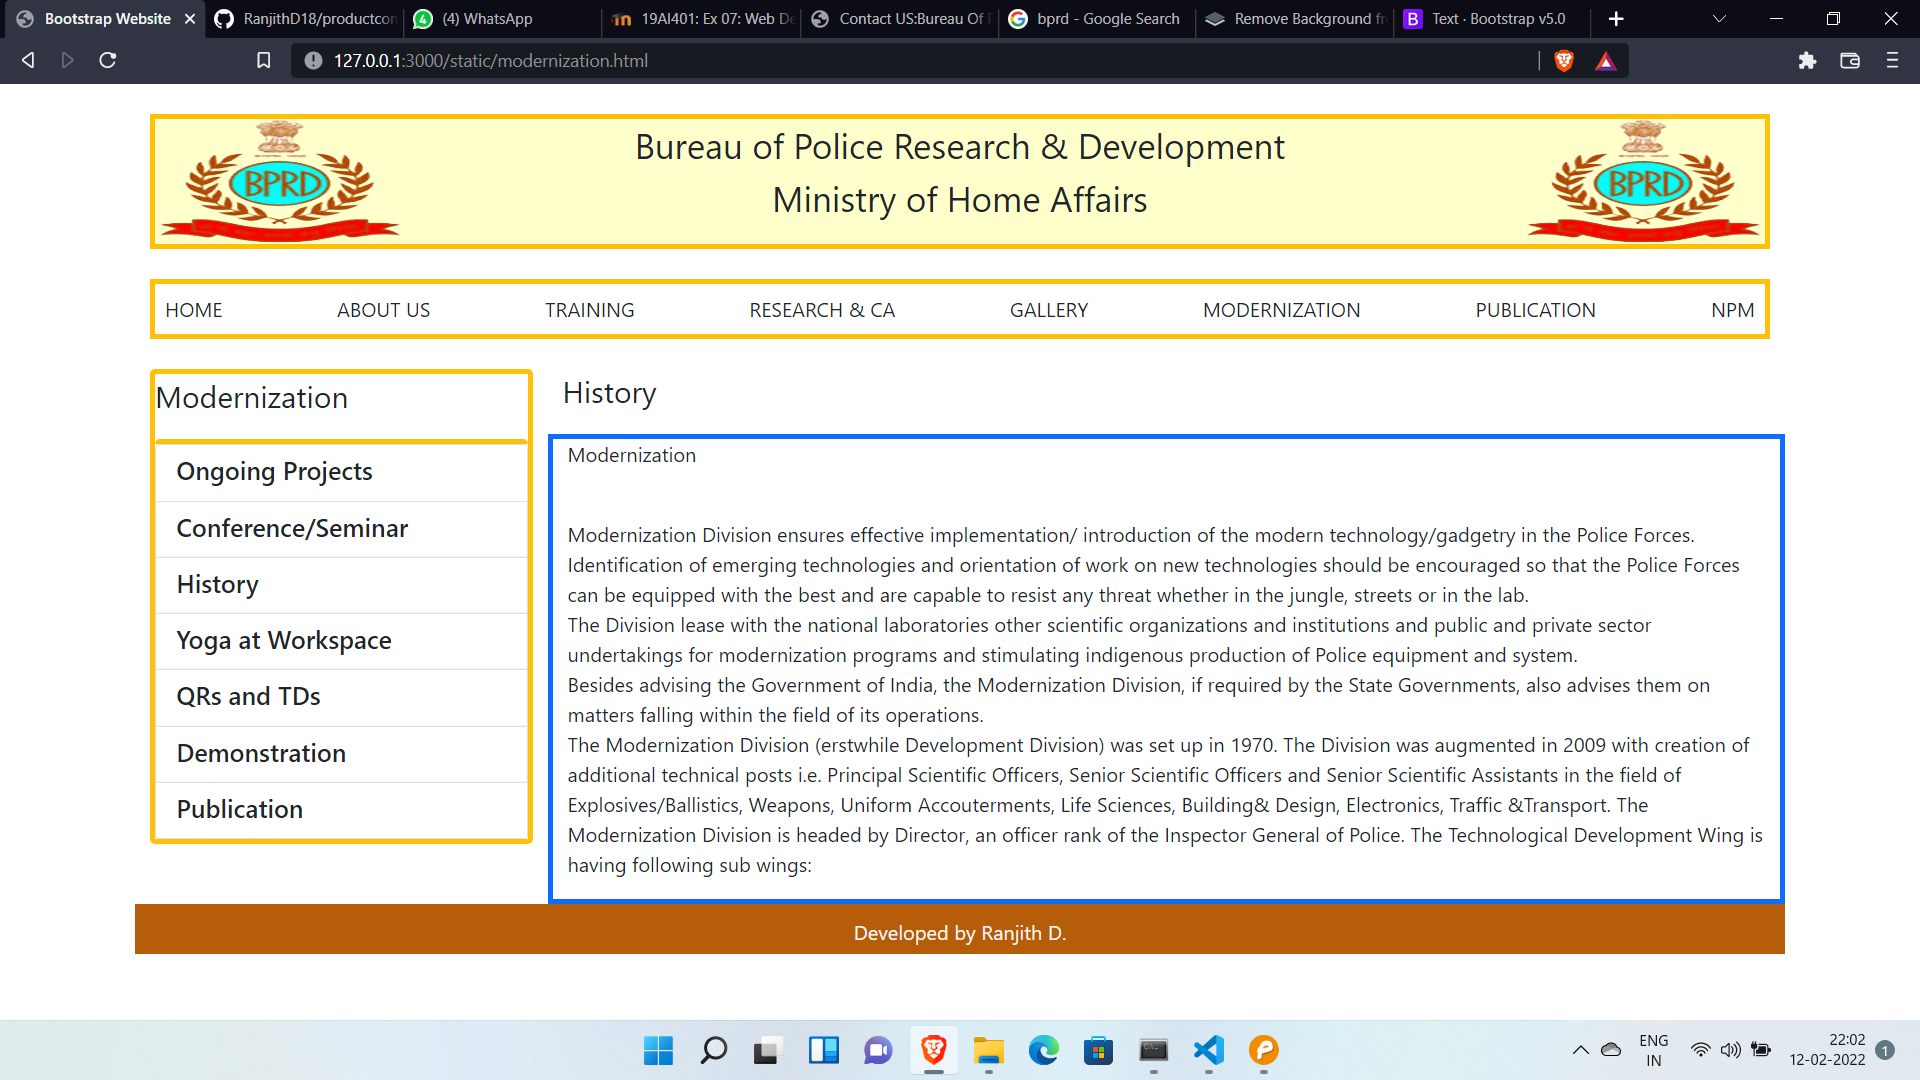 Bootstrap Website
RanjithD18/productcon
(4) WhatsApp
19AI401: Ex 07: Web De
Contact US:Bureau Of P
bprd - Google Search
Remove Background fr
B
Text · Bootstrap v5.0
127.0.0.1:3000/static/modernization.html
BPRD
Bureau of Police Research & Development
Ministry of Home Affairs
BPRD
HOME
ABOUT US
TRAINING
RESEARCH & CA
GALLERY
MODERNIZATION
PUBLICATION
NPM
Modernization
Ongoing Projects
Conference/Seminar
History
Yoga at Workspace
QRs and TDs
Demonstration
Publication
History
Modernization
Modernization Division ensures effective implementation/ introduction of the modern technology/gadgetry in the Police Forces.
Identification of emerging technologies and orientation of work on new technologies should be encouraged so that the Police Forces
can be equipped with the best and are capable to resist any threat whether in the jungle, streets or in the lab.
The Division lease with the national laboratories other scientific organizations and institutions and public and private sector
undertakings for modernization programs and stimulating indigenous production of Police equipment and system.
Besides advising the Government of India, the Modernization Division, if required by the State Governments, also advises them on
matters falling within the field of its operations.
The Modernization Division (erstwhile Development Division) was set up in 1970. The Division was augmented in 2009 with creation of
additional technical posts i.e. Principal Scientific Officers, Senior Scientific Officers and Senior Scientific Assistants in the field of
Explosives/Ballistics, Weapons, Uniform Accouterments, Life Sciences, Building& Design, Electronics, Traffic &Transport. The
Modernization Division is headed by Director, an officer rank of the Inspector General of Police. The Technological Development Wing is
having following sub wings:
Developed by Ranjith D.
ENG
IN
22:02
12-02-2022
1